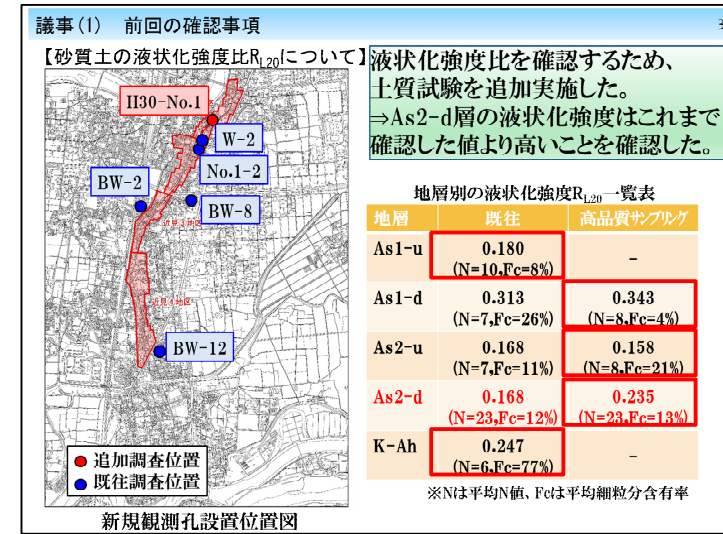 議事(1)　前回の確認事項
【砂質土の液状化強度比RL20について】
液状化強度比を確認するため、
土質試験を追加実施した。
⇒As2-d層の液状化強度はこれまで
確認した値より高いことを確認した。
H30-No.1
W-2
No.1-2
BW-2
BW-8
近見3地区
近見4地区
BW-12
● 追加調査位置
● 既往調査位置
新規観測孔設置位置図
地層別の液状化強度RL20一覧表
地層 既往 高品質サンプリング
As1-u 0.180 (N=10,Fc=8%) –
As1-d 0.313 (N=7,Fc=26%) 0.343 (N=8,Fc=4%)
As2-u 0.168 (N=7,Fc=11%) 0.158 (N=8,Fc=21%)
As2-d 0.168 (N=23,Fc=12%) 0.235 (N=23,Fc=13%)
K-Ah 0.247 (N=6,Fc=77%) –
※Nは平均N値、Fcは平均細粒分含有率